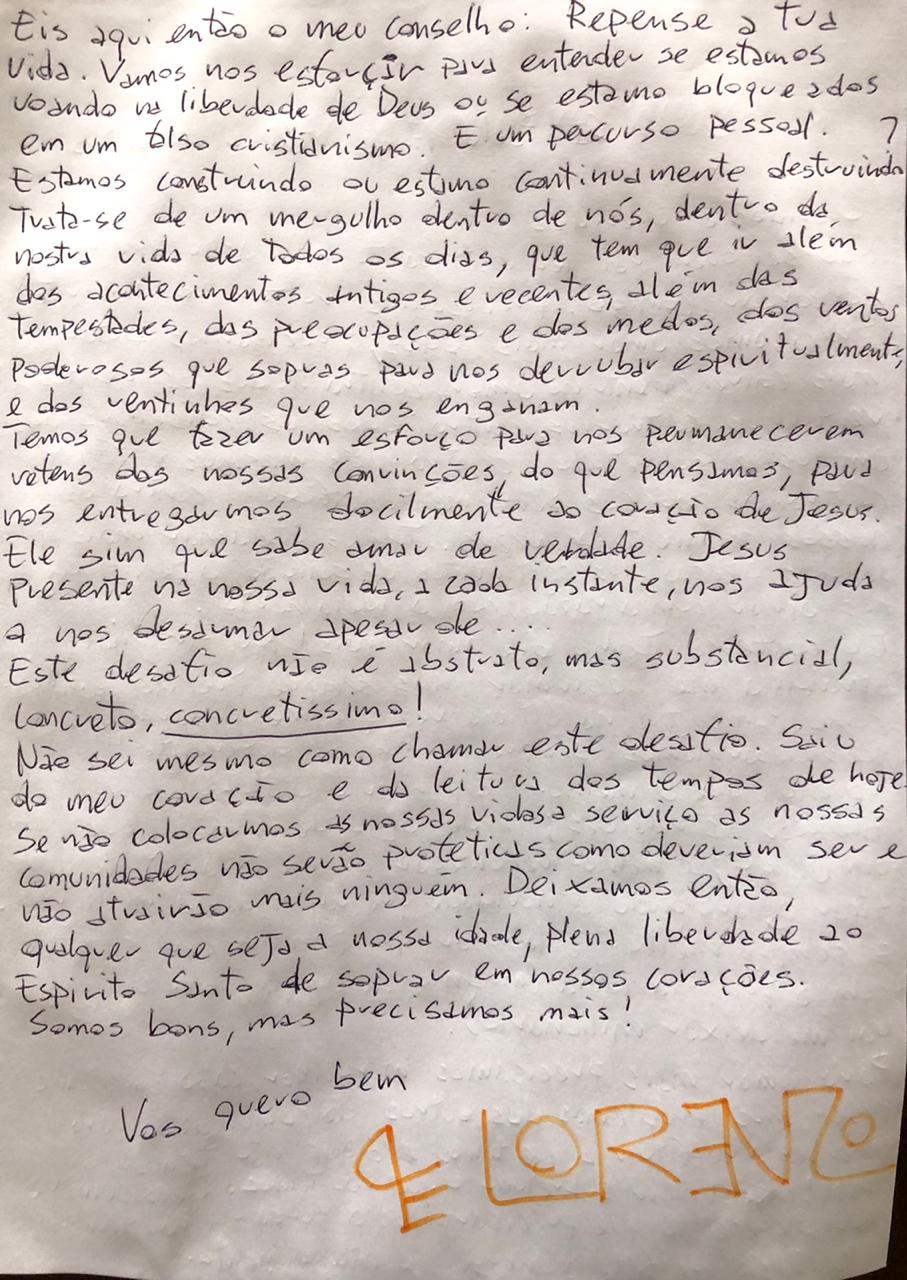 Eis aqui então o meu conselho: Repense a tua
vida. Vamos nos esforçir para entender se estamos
voando na liberdade de Deus ou se estamo bloqueados
em um falso cristianismo. E um percurso pessoal.
Estamos construindo ou estamo continuamente destruindo?
Trata-se de um mergulho dentro de nós, dentro da
nostra vida de todos os dias, que tem que ir além
dos acontecimentos antigos e recentes, além das
tempestades, das preocupações e dos medos, dos ventos
poderosos que sopras para nos derrubar espiritualmente,
e dos ventinhos que nos enganam.
Temos que fazer um esforço para nos permanecerem
refens das nossas convinções, do que pensamos, para
nos entregarmos docilmente ao coração de Jesus.
Ele sim que sabe amar de verdade. Jesus
presente na nossa vida, a cada instante, nos ajuda
a nos desarmar apesar de ....
Este desafio não é abstrato, mas substancial,
concreto, concretissimo!
Não sei mesmo como chamar este desafio. Saiu
do meu coração e da leitura dos tempos de hoje.
Se não colocarmos as nossas vidas a serviço as nossas
comunidades não serão profeticas como deveriam ser e
não atrairão mais ninguém. Deixamos então,
qualquer que seja a nossa idade, plena liberdade ao
Espirito Santo de soprar em nossos corações.
Somos bons, mas precisamos mais!
Vos quero bem
LORENZO